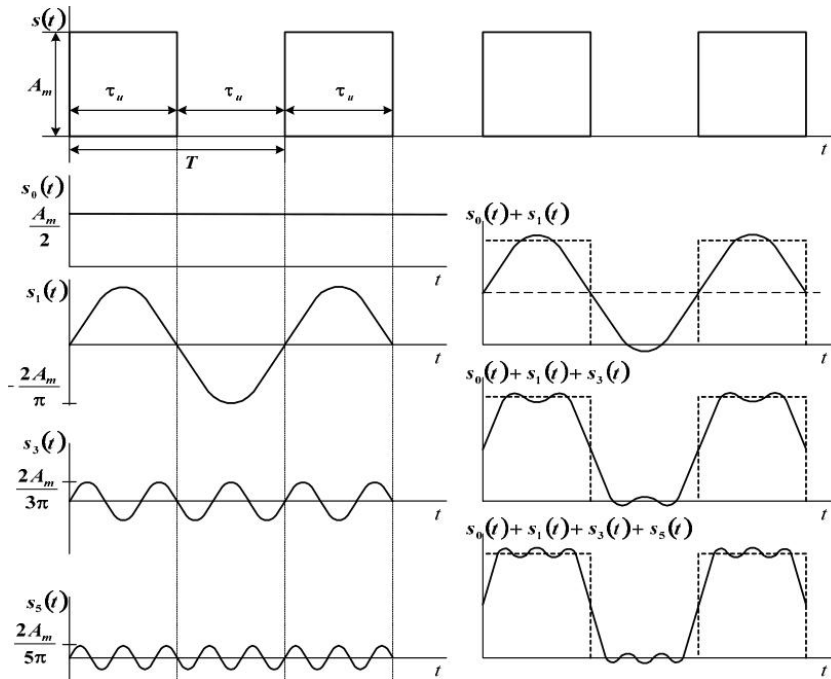 s(t)
A_m
τ_u τ_u τ_u
T
t
t
s_0(t)
A_m
2
t
s_0(t) + s_1(t)
t
s_1(t)
t
- 2A_m
π
s_0(t) + s_1(t) + s_3(t)
t
s_3(t)
2A_m
3π
t
s_0(t) + s_1(t) + s_3(t) + s_5(t)
t
s_5(t)
2A_m
5π
t